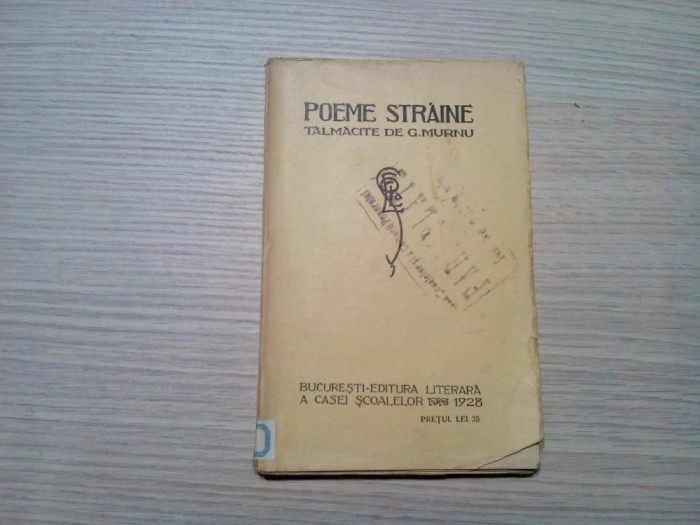 POEME STRĂINE
TĂLMĂCITE DE G. MURNU
BUCUREȘTI-EDITURA LITERARĂ
A CASEI ȘCOALELOR 1928
PREȚUL LEI 35